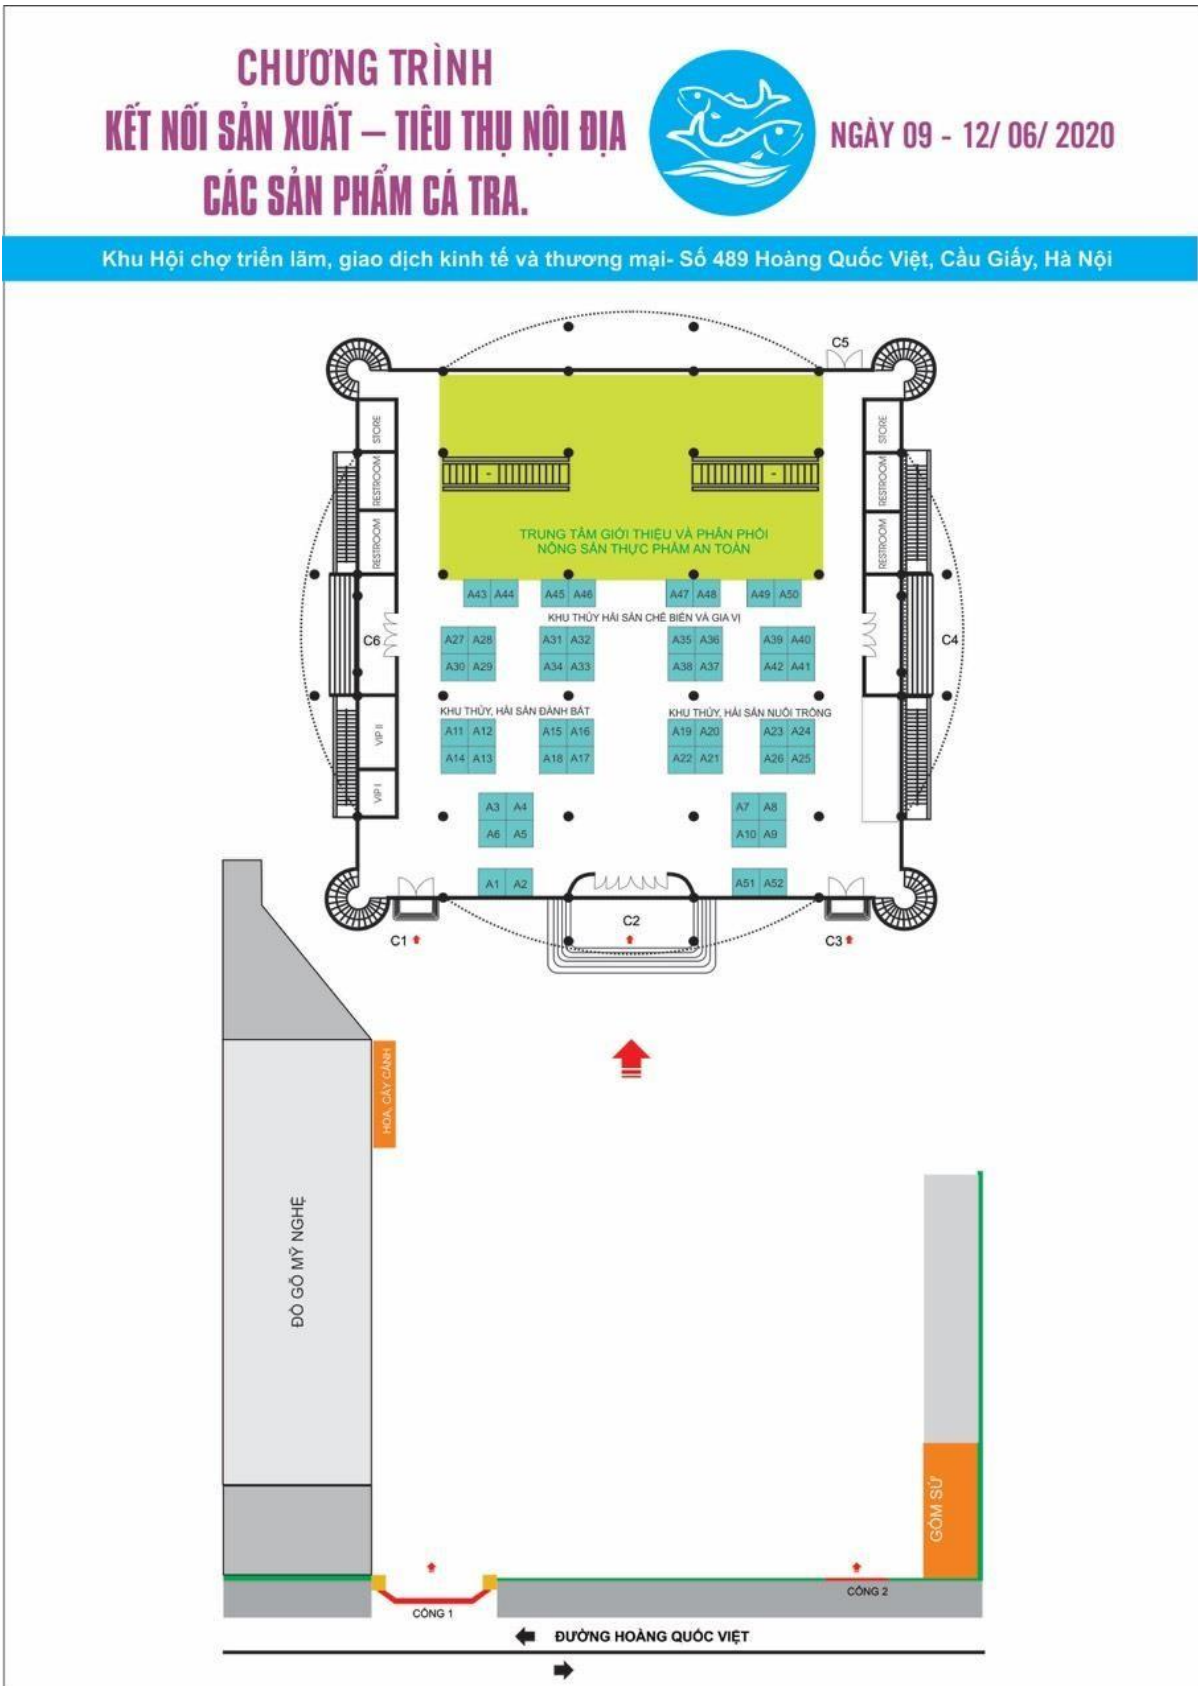 CHƯƠNG TRÌNH
KẾT NỐI SẢN XUẤT – TIÊU THỤ NỘI ĐỊA
CÁC SẢN PHẨM CÁ TRA.
NGÀY 09 - 12/ 06/ 2020
Khu Hội chợ triển lãm, giao dịch kinh tế và thương mại- Số 489 Hoàng Quốc Việt, Cầu Giấy, Hà Nội
C5
STORE
STORE
RESTROOM
RESTROOM
RESTROOM
RESTROOM
TRUNG TÂM GIỚI THIỆU VÀ PHÂN PHỐI
NÔNG SẢN THỰC PHẨM AN TOÀN
A43 A44 A45 A46 A47 A48 A49 A50
KHU THỦY HẢI SẢN CHẾ BIẾN VÀ GIA VỊ
C6
C4
A27 A28 A31 A32 A35 A36 A39 A40
A30 A29 A34 A33 A38 A37 A42 A41
KHU THỦY, HẢI SẢN ĐÁNH BẮT
KHU THỦY, HẢI SẢN NUÔI TRỒNG
VIP II
A11 A12 A15 A16 A19 A20 A23 A24
A14 A13 A18 A17 A22 A21 A26 A25
VIP I
A3 A4 A7 A8
A6 A5 A10 A9
A1 A2 A51 A52
C1
C2
C3
HOA, CÂY CẢNH
ĐỒ GỖ MỸ NGHỆ
GỐM SỨ
CỔNG 1
CỔNG 2
ĐƯỜNG HOÀNG QUỐC VIỆT